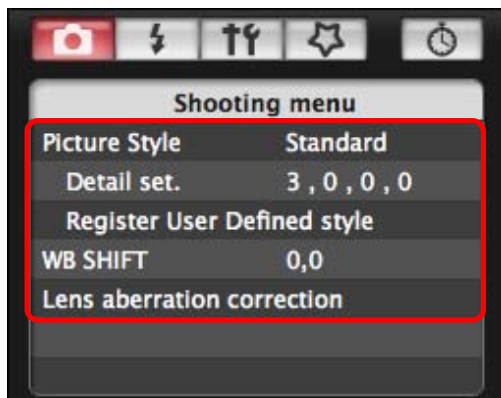 Shooting menu
Picture Style Standard
Detail set. 3 , 0 , 0 , 0
Register User Defined style
WB SHIFT 0,0
Lens aberration correction